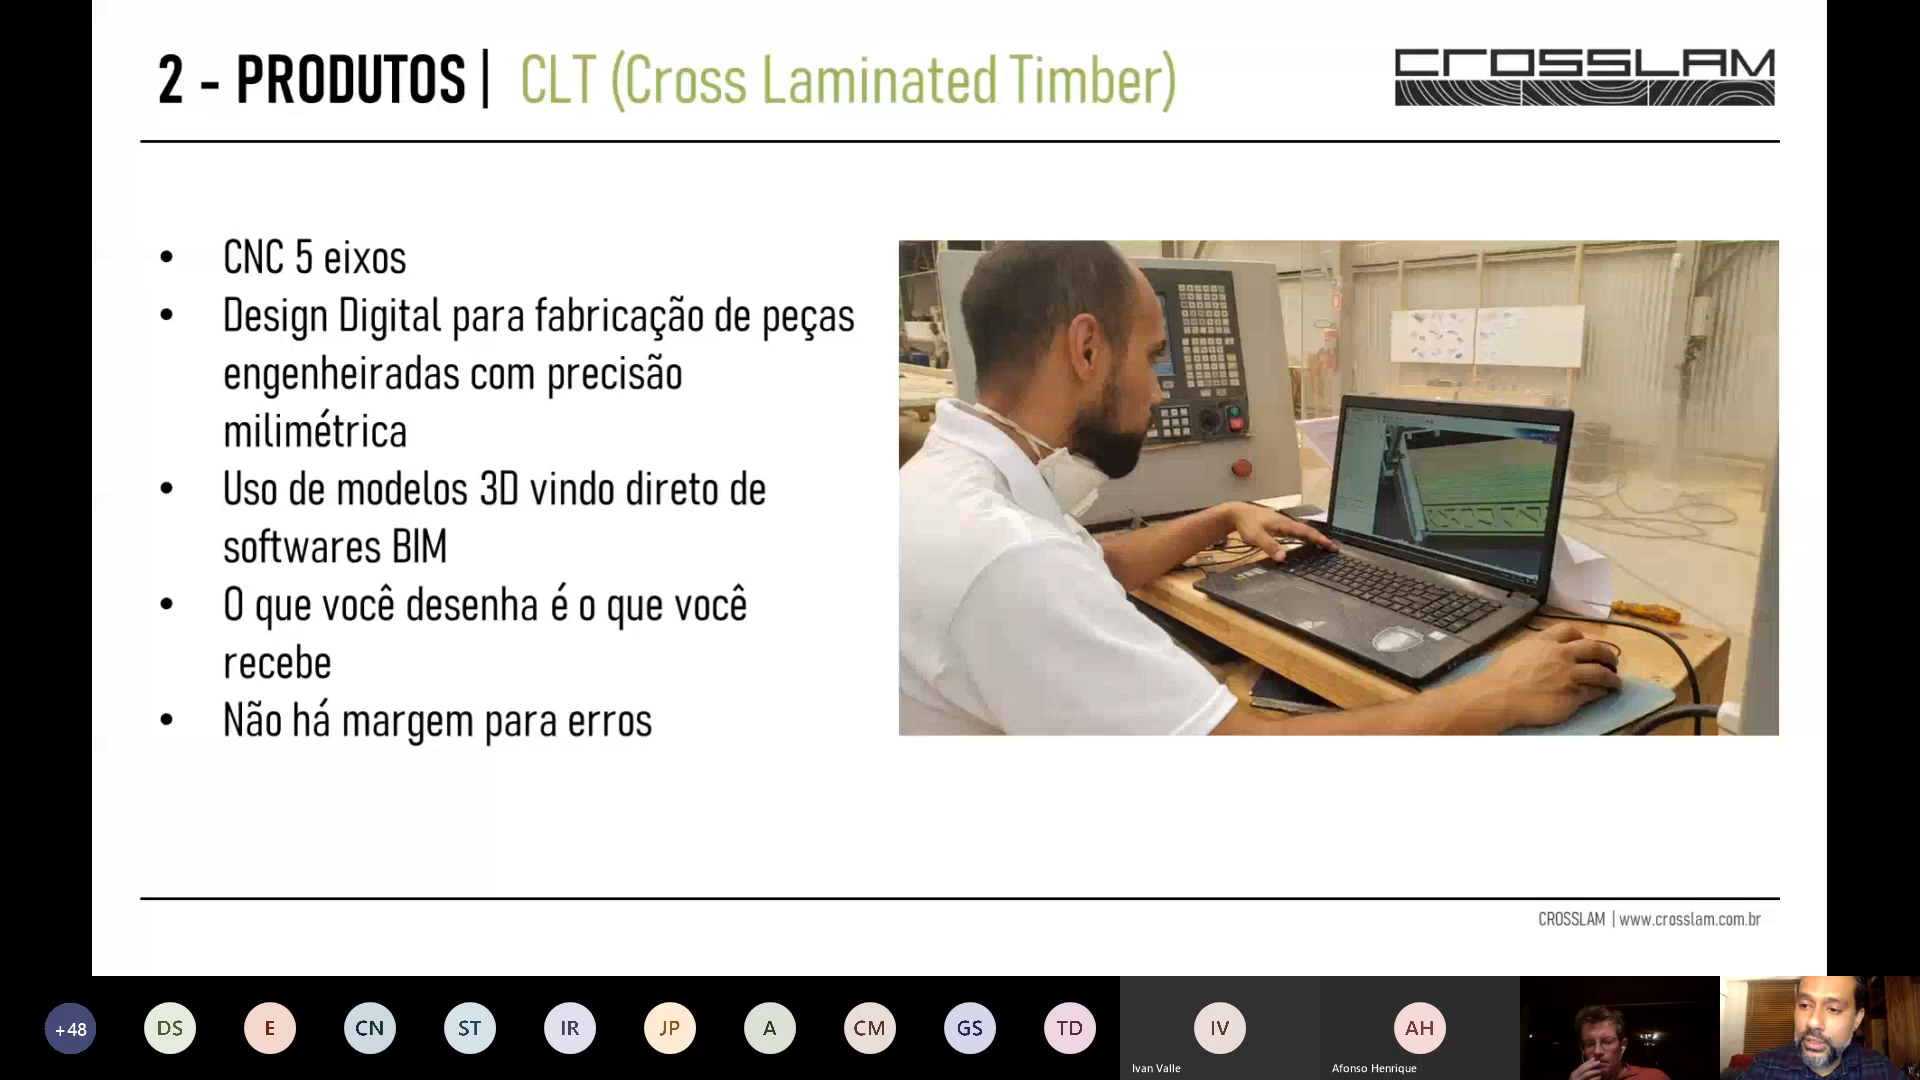 2 - PRODUTOS | CLT (Cross Laminated Timber)
CROSSLAM
• CNC 5 eixos
• Design Digital para fabricação de peças
engenheiradas com precisão
milimétrica
• Uso de modelos 3D vindo direto de
softwares BIM
• O que você desenha é o que você
recebe
• Não há margem para erros
CROSSLAM | www.crosslam.com.br
+48
DS
E
CN
ST
IR
JP
A
CM
GS
TD
IV
AH
Ivan Valle
Afonso Henrique